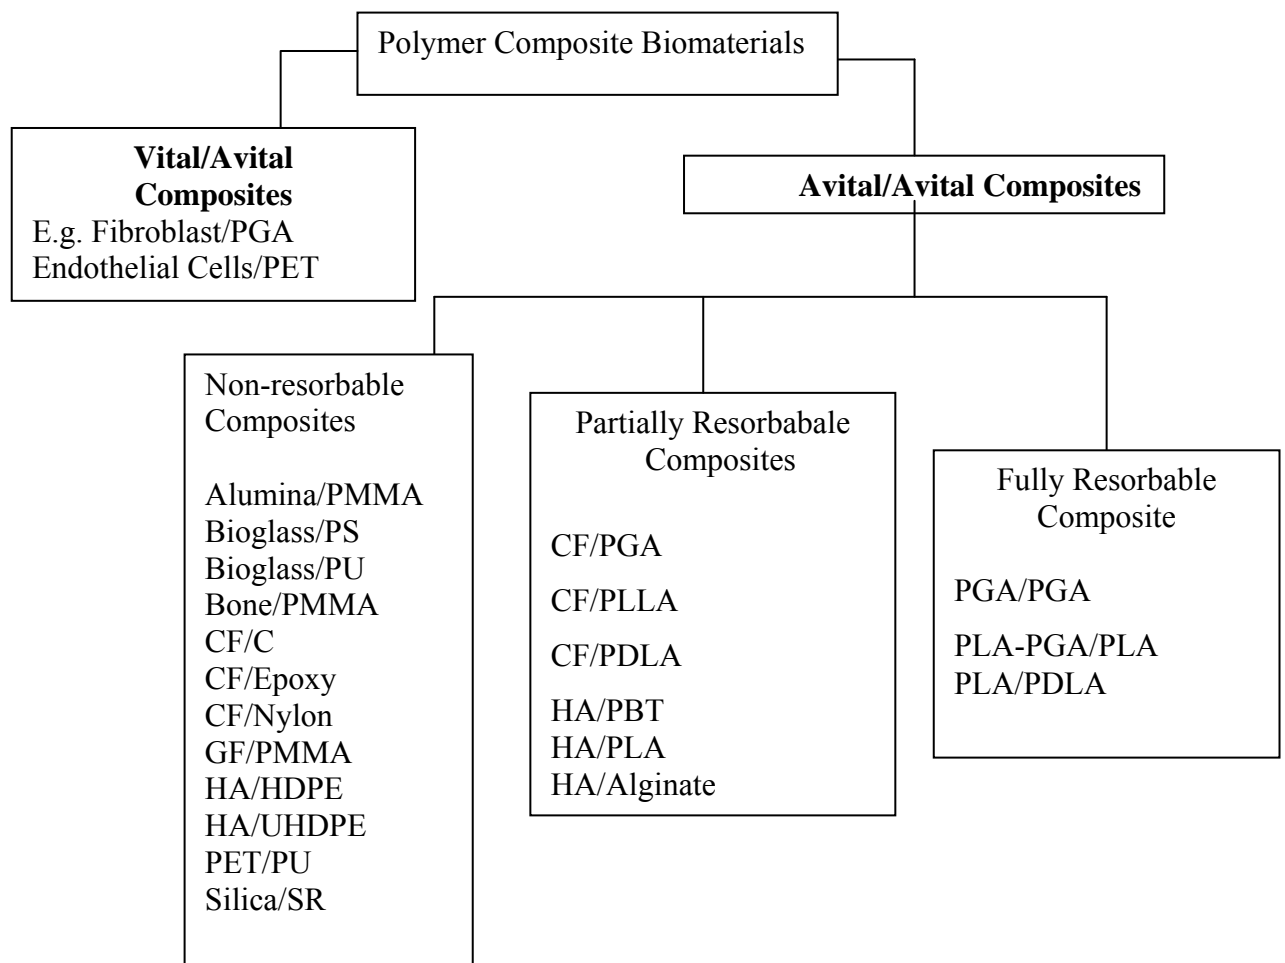 Polymer Composite Biomaterials
Vital/Avital
Composites
E.g. Fibroblast/PGA
Endothelial Cells/PET
Avital/Avital Composites
Non-resorbable
Composites
Alumina/PMMA
Bioglass/PS
Bioglass/PU
Bone/PMMA
CF/C
CF/Epoxy
CF/Nylon
GF/PMMA
HA/HDPE
HA/UHDPE
PET/PU
Silica/SR
Partially Resorbabale
Composites
CF/PGA
CF/PLLA
CF/PDLA
HA/PBT
HA/PLA
HA/Alginate
Fully Resorbable
Composite
PGA/PGA
PLA-PGA/PLA
PLA/PDLA